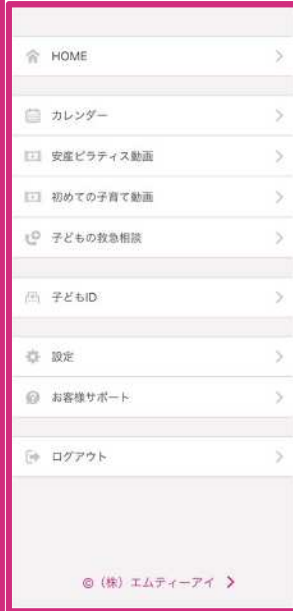 HOME
カレンダー
安産ピラティス動画
初めての子育て動画
子どもの救急相談
子どもID
設定
お客様サポート
ログアウト
©（株）エムティーアイ